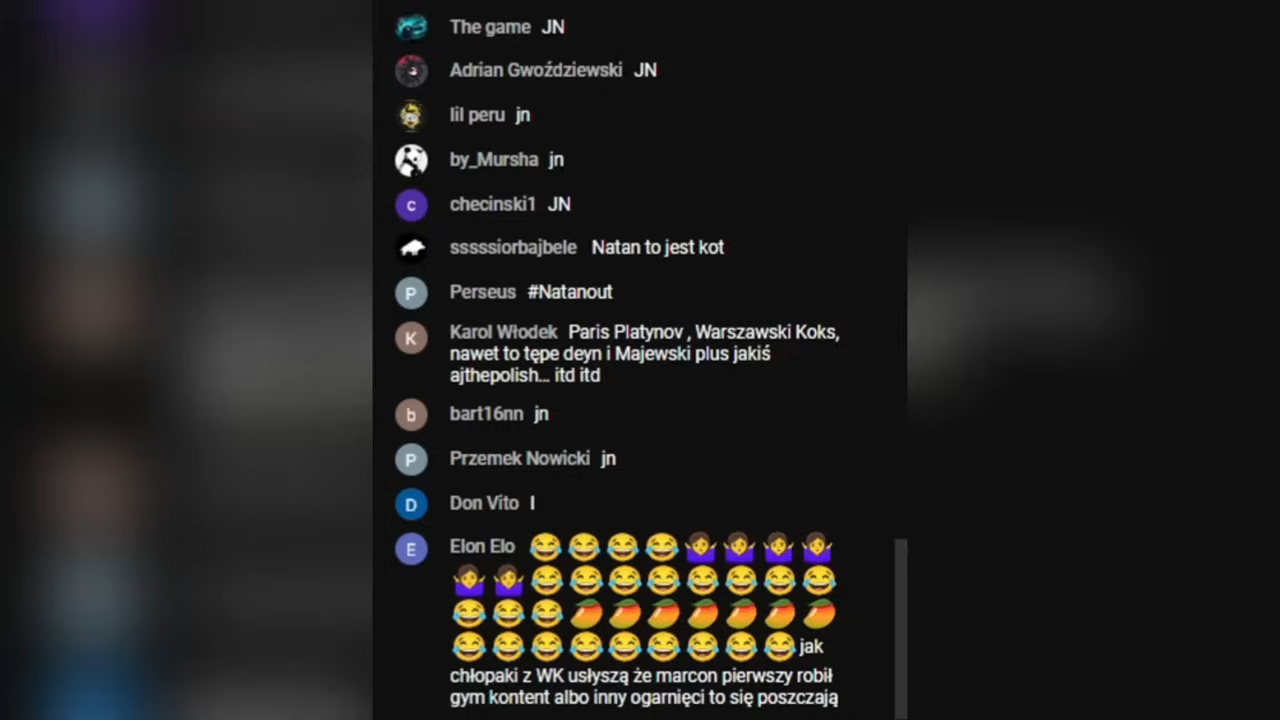 The game JN
Adrian Gwoździewski JN
lil peru jn
by_Mursha jn
c checinski1 JN
sssssiorbajbele Natan to jest kot
P Perseus #Natanout
K Karol Włodek Paris Platynov , Warszawski Koks,
nawet to tępe deyn i Majewski plus jakiś
ajthepolish... itd itd
b bart16nn jn
P Przemek Nowicki jn
D Don Vito I
E Elon Elo 😂😂😂😂🤷‍♀️🤷‍♀️🤷‍♀️🤷‍♀️
🤷‍♀️🤷‍♀️😂😂😂😂😂😂😂😂
😂😂😂🥭🥭🥭🥭🥭🥭🥭
😂😂😂😂😂😂😂😂😂jak
chłopaki z WK usłyszą że marcon pierwszy robił
gym kontent albo inny ogarnięci to się poszczają